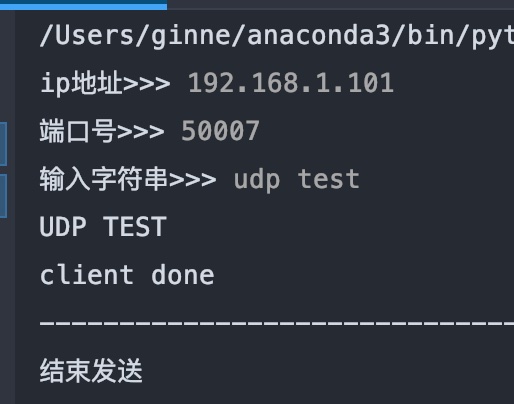 /Users/ginne/anaconda3/bin/pyt
ip地址>>> 192.168.1.101
端口号>>> 50007
输入字符串>>> udp test
UDP TEST
client done
------------------------------
结束发送